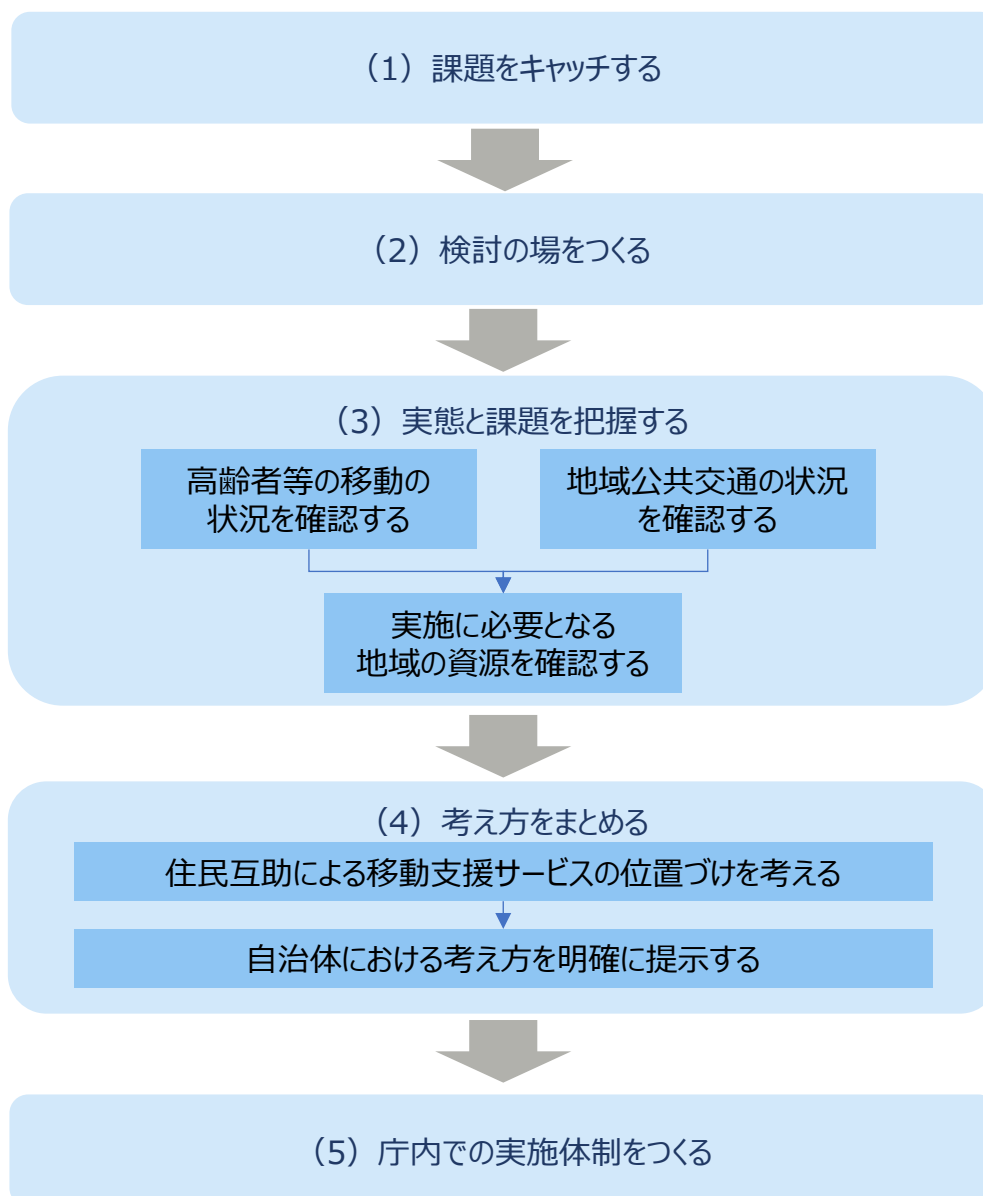 （1）課題をキャッチする
（2）検討の場をつくる
（3）実態と課題を把握する
高齢者等の移動の
状況を確認する
地域公共交通の状況
を確認する
実施に必要となる
地域の資源を確認する
（4）考え方をまとめる
住民互助による移動支援サービスの位置づけを考える
自治体における考え方を明確に提示する
（5）庁内での実施体制をつくる